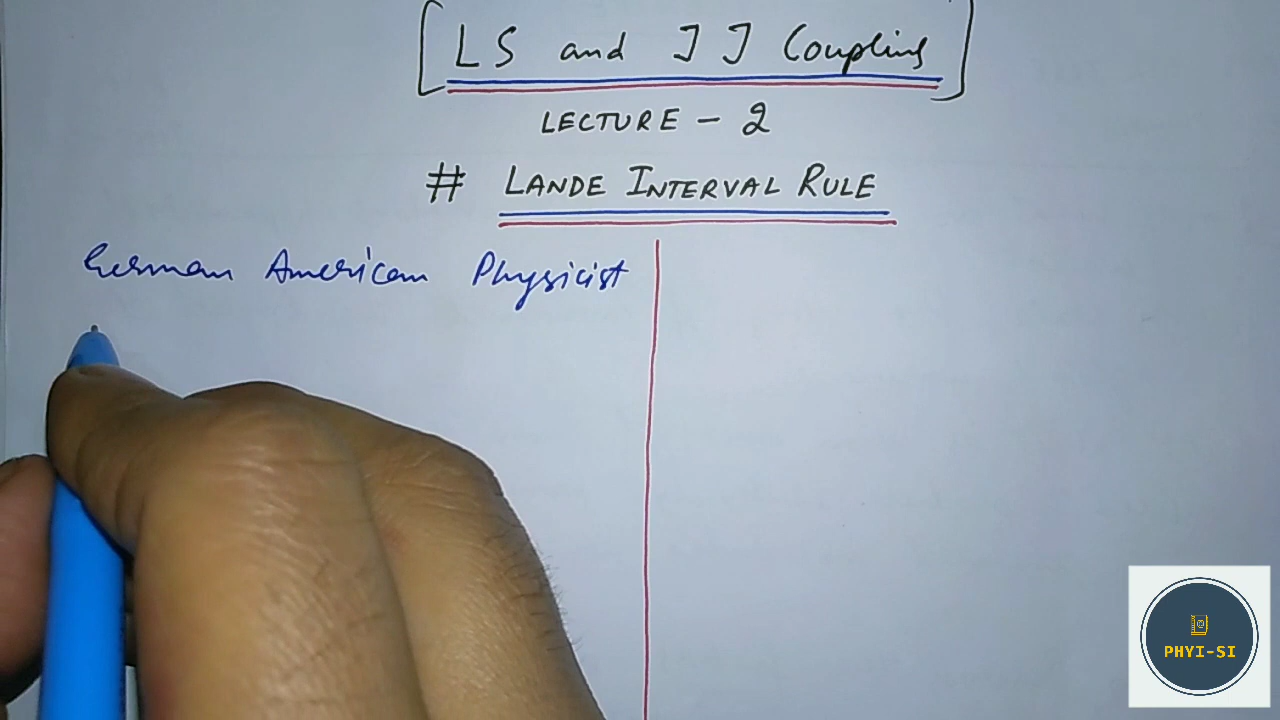 LS and JJ Coupling
LECTURE - 2
# LANDE INTERVAL RULE
German American Physicist
PHYI-SI